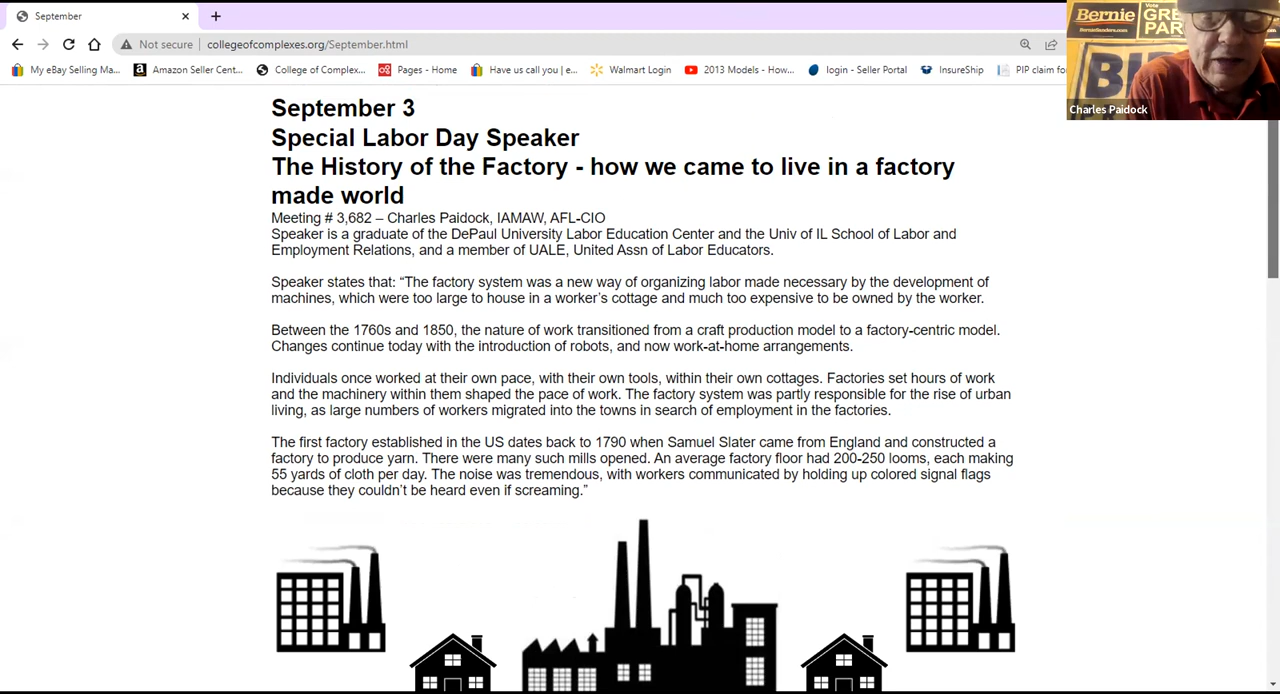 September
Not secure
collegeofcomplexes.org/September.html
My eBay Selling Ma...
Amazon Seller Cent...
College of Complex...
Pages - Home
Have us call you | e...
Walmart Login
2013 Models - How...
login - Seller Portal
InsureShip
PIP claim fo
Bernie
BernieSanders.com
Vote
GRE
PAR
Charles Paidock
September 3
Special Labor Day Speaker
The History of the Factory - how we came to live in a factory
made world
Meeting # 3,682 – Charles Paidock, IAMAW, AFL-CIO
Speaker is a graduate of the DePaul University Labor Education Center and the Univ of IL School of Labor and
Employment Relations, and a member of UALE, United Assn of Labor Educators.
Speaker states that: “The factory system was a new way of organizing labor made necessary by the development of
machines, which were too large to house in a worker’s cottage and much too expensive to be owned by the worker.
Between the 1760s and 1850, the nature of work transitioned from a craft production model to a factory-centric model.
Changes continue today with the introduction of robots, and now work-at-home arrangements.
Individuals once worked at their own pace, with their own tools, within their own cottages. Factories set hours of work
and the machinery within them shaped the pace of work. The factory system was partly responsible for the rise of urban
living, as large numbers of workers migrated into the towns in search of employment in the factories.
The first factory established in the US dates back to 1790 when Samuel Slater came from England and constructed a
factory to produce yarn. There were many such mills opened. An average factory floor had 200-250 looms, each making
55 yards of cloth per day. The noise was tremendous, with workers communicated by holding up colored signal flags
because they couldn’t be heard even if screaming.”